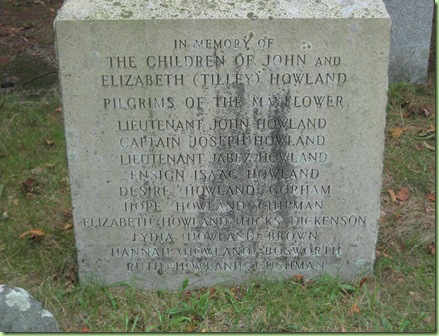 IN MEMORY OF
THE CHILDREN OF JOHN AND
ELIZABETH (TILLEY) HOWLAND
PILGRIMS OF THE MAYFLOWER
LIEUTENANT JOHN HOWLAND
CAPTAIN JOSEPH HOWLAND
LIEUTENANT JABEZ HOWLAND
ENSIGN ISAAC HOWLAND
DESIRE (HOWLAND) GORHAM
HOPE (HOWLAND) CHIPMAN
ELIZABETH (HOWLAND) (HICKS) DICKENSON
LYDIA (HOWLAND) BROWN
HANNAH (HOWLAND) BOSWORTH
RUTH (HOWLAND) CUSHMAN